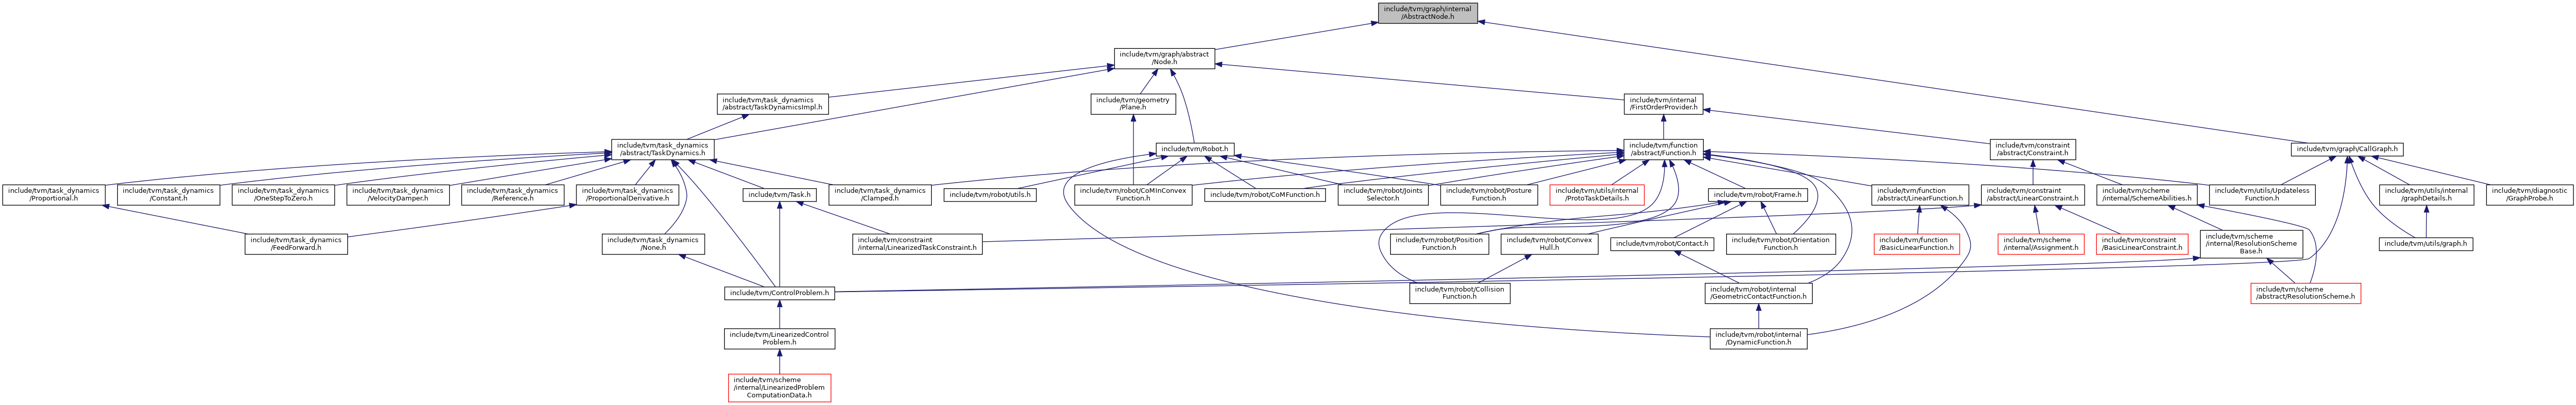 include/tvm/graph/internal
/AbstractNode.h
include/tvm/graph/abstract
/Node.h
include/tvm/task_dynamics
/abstract/TaskDynamicsImpl.h
include/tvm/geometry
/Plane.h
include/tvm/internal
/FirstOrderProvider.h
include/tvm/task_dynamics
/abstract/TaskDynamics.h
include/tvm/Robot.h
include/tvm/function
/abstract/Function.h
include/tvm/constraint
/abstract/Constraint.h
include/tvm/graph/CallGraph.h
include/tvm/task_dynamics
/Proportional.h
include/tvm/task_dynamics
/Constant.h
include/tvm/task_dynamics
/OneStepToZero.h
include/tvm/task_dynamics
/VelocityDamper.h
include/tvm/task_dynamics
/Reference.h
include/tvm/task_dynamics
/ProportionalDerivative.h
include/tvm/Task.h
include/tvm/task_dynamics
/Clamped.h
include/tvm/robot/utils.h
include/tvm/robot/CoMInConvex
Function.h
include/tvm/robot/CoMFunction.h
include/tvm/robot/Joints
Selector.h
include/tvm/robot/Posture
Function.h
include/tvm/utils/internal
/ProtoTaskDetails.h
include/tvm/robot/Frame.h
include/tvm/function
/abstract/LinearFunction.h
include/tvm/constraint
/abstract/LinearConstraint.h
include/tvm/scheme
/internal/SchemeAbilities.h
include/tvm/utils/Updateless
Function.h
include/tvm/utils/internal
/graphDetails.h
include/tvm/diagnostic
/GraphProbe.h
include/tvm/task_dynamics
/FeedForward.h
include/tvm/task_dynamics
/None.h
include/tvm/constraint
/internal/LinearizedTaskConstraint.h
include/tvm/robot/Position
Function.h
include/tvm/robot/Convex
Hull.h
include/tvm/robot/Contact.h
include/tvm/robot/Orientation
Function.h
include/tvm/function
/BasicLinearFunction.h
include/tvm/scheme
/internal/Assignment.h
include/tvm/constraint
/BasicLinearConstraint.h
include/tvm/scheme
/internal/ResolutionScheme
Base.h
include/tvm/utils/graph.h
include/tvm/ControlProblem.h
include/tvm/robot/Collision
Function.h
include/tvm/robot/internal
/GeometricContactFunction.h
include/tvm/scheme
/abstract/ResolutionScheme.h
include/tvm/LinearizedControl
Problem.h
include/tvm/robot/internal
/DynamicFunction.h
include/tvm/scheme
/internal/LinearizedProblem
ComputationData.h